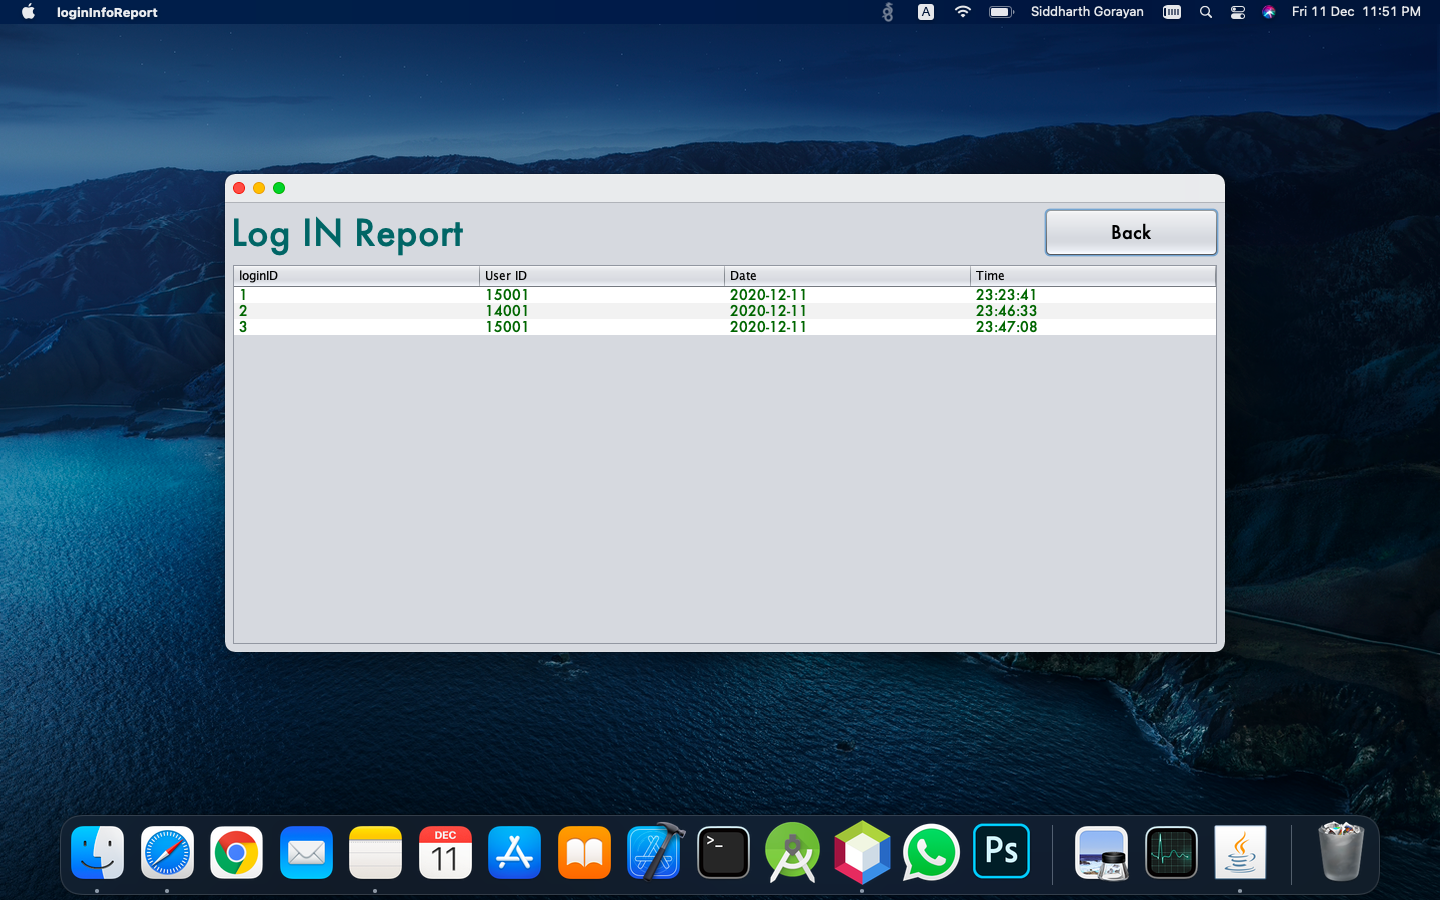 loginInfoReport A Siddharth Gorayan Fri 11 Dec 11:51 PM
Log IN Report Back
loginID User ID Date Time
1 15001 2020-12-11 23:23:41
2 14001 2020-12-11 23:46:33
3 15001 2020-12-11 23:47:08
DEC
11
>_
Ps